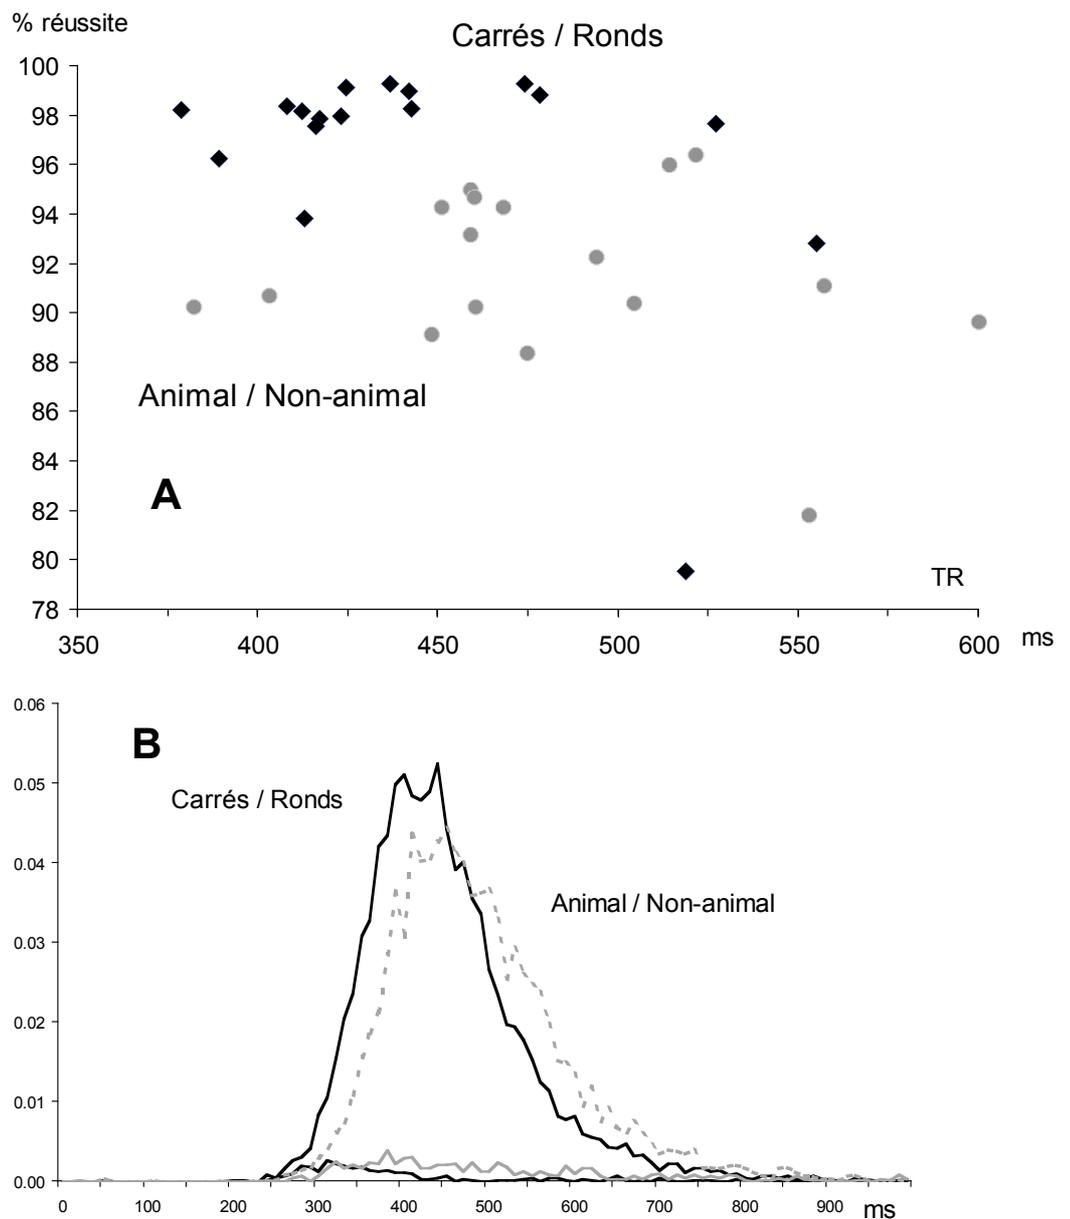 % réussite
Carrés / Ronds
100
98
96
94
92
90
88
86
84
82
80
78
Animal / Non-animal
A
TR
350 400 450 500 550 600 ms
0.06
0.05
0.04
0.03
0.02
0.01
0.00
B
Carrés / Ronds
Animal / Non-animal
0 100 200 300 400 500 600 700 800 900 ms